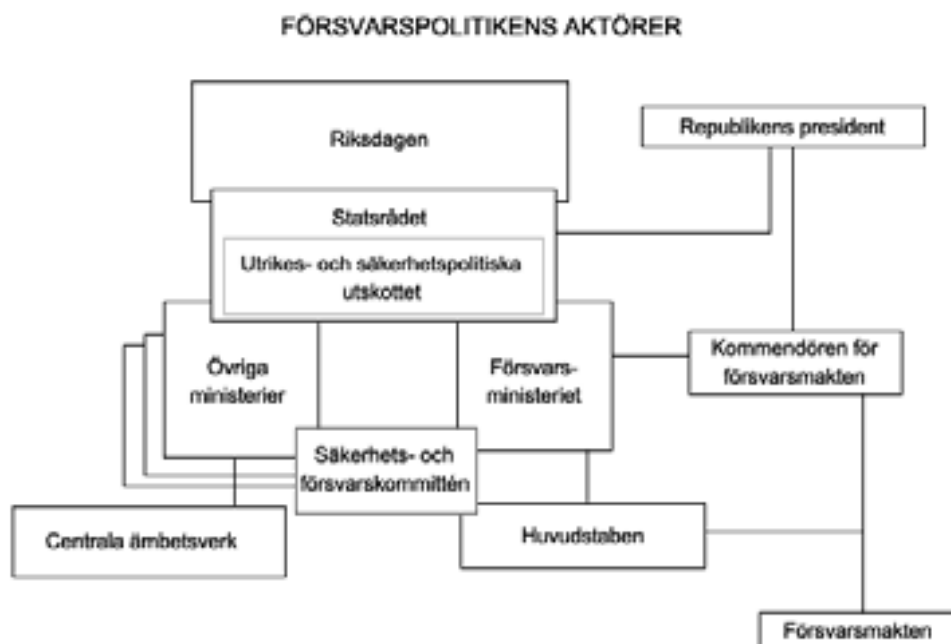 FÖRSVARSPOLITIKENS AKTÖRER
Riksdagen
Republikens president
Statsrådet
Utrikes- och säkerhetspolitiska
utskottet
Övriga
ministerier
Försvars-
ministeriet
Kommendören för
försvarsmakten
Säkerhets- och
försvarskommittén
Centrala ämbetsverk
Huvudstaben
Försvarsmakten